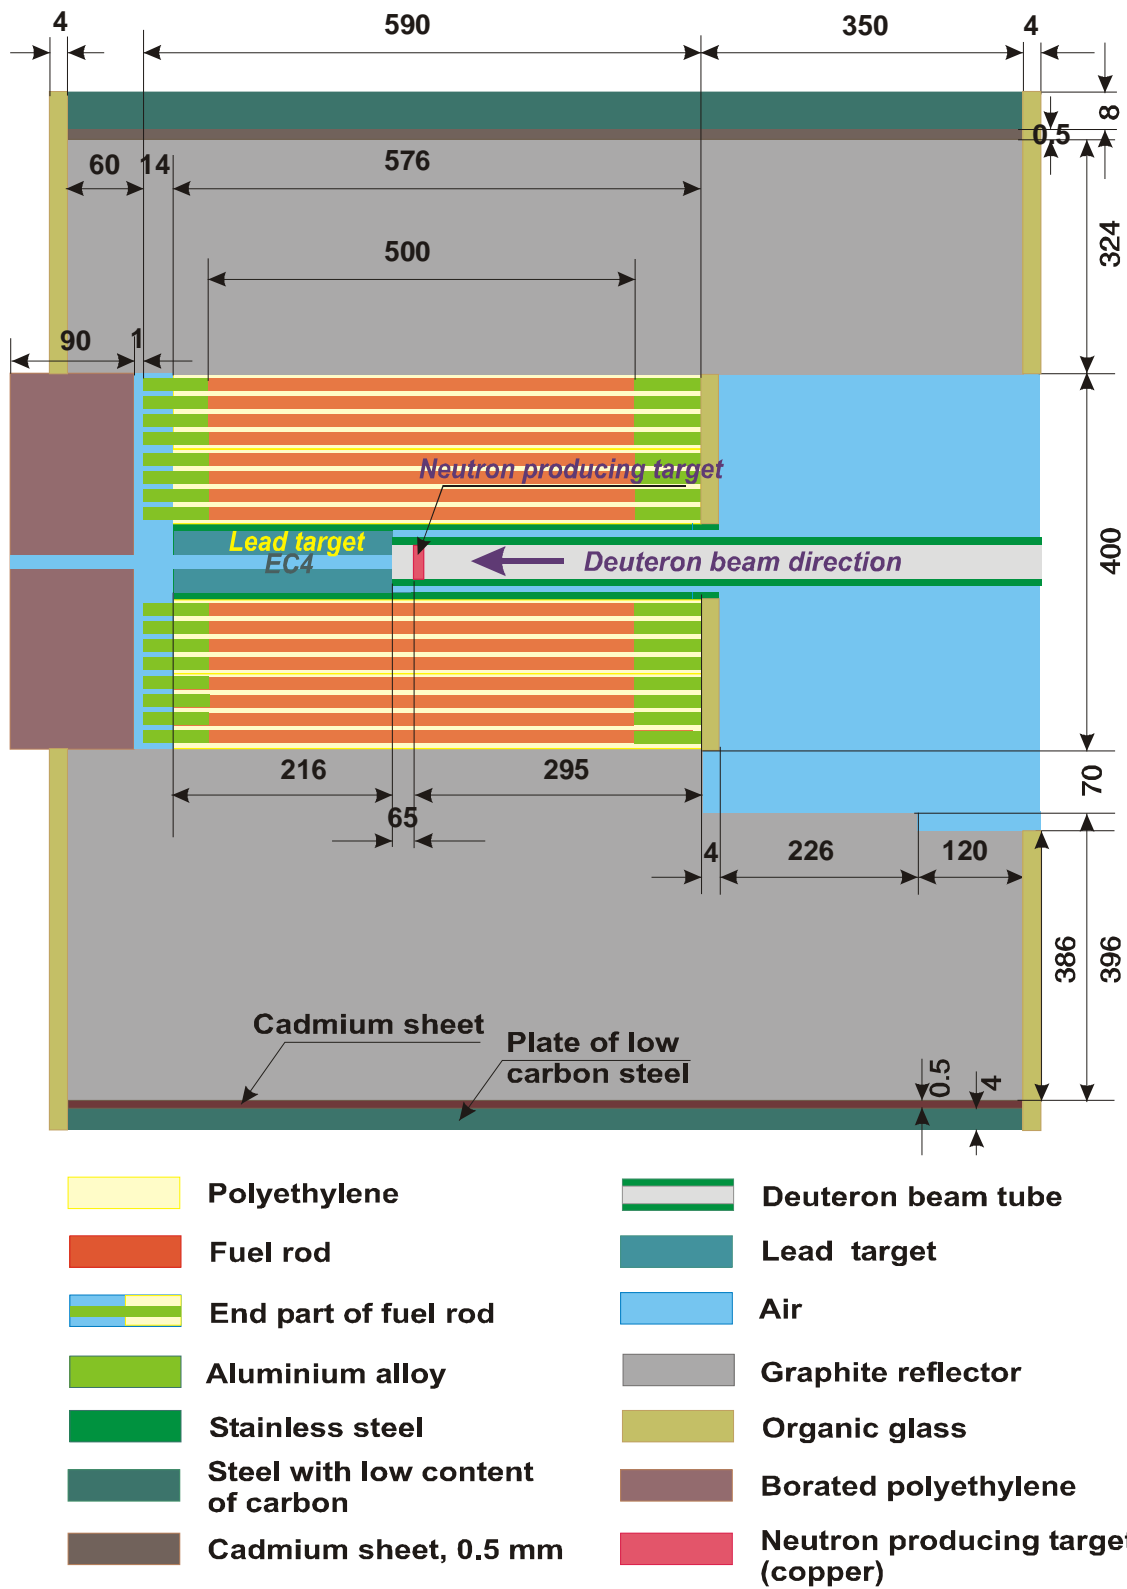 4
590
350
4
8
0.5
60
14
576
324
500
90
1
Neutron producing target
Lead target
EC4
Deuteron beam direction
400
216
295
70
65
4
226
120
386
396
Cadmium sheet
Plate of low
carbon steel
0.5
4
Polyethylene
Deuteron beam tube
Fuel rod
Lead target
End part of fuel rod
Air
Aluminium alloy
Graphite reflector
Stainless steel
Organic glass
Steel with low content
of carbon
Borated polyethylene
Cadmium sheet, 0.5 mm
Neutron producing target
(copper)